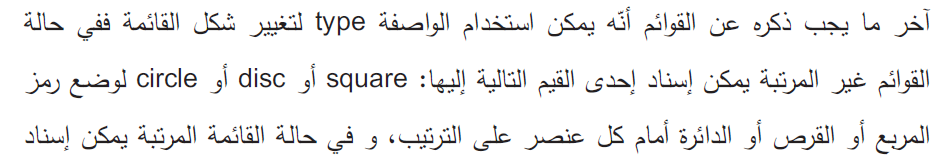 آخر ما يجب ذكره عن القوائم أنّه يمكن استخدام الواصفة type لتغيير شكل القائمة ففي حالة
القوائم غير المرتبة يمكن إسناد إحدى القيم التالية إليها: square أو disc أو circle لوضع رمز
المربع أو القرص أو الدائرة أمام كل عنصر على الترتيب، و في حالة القائمة المرتبة يمكن إسناد